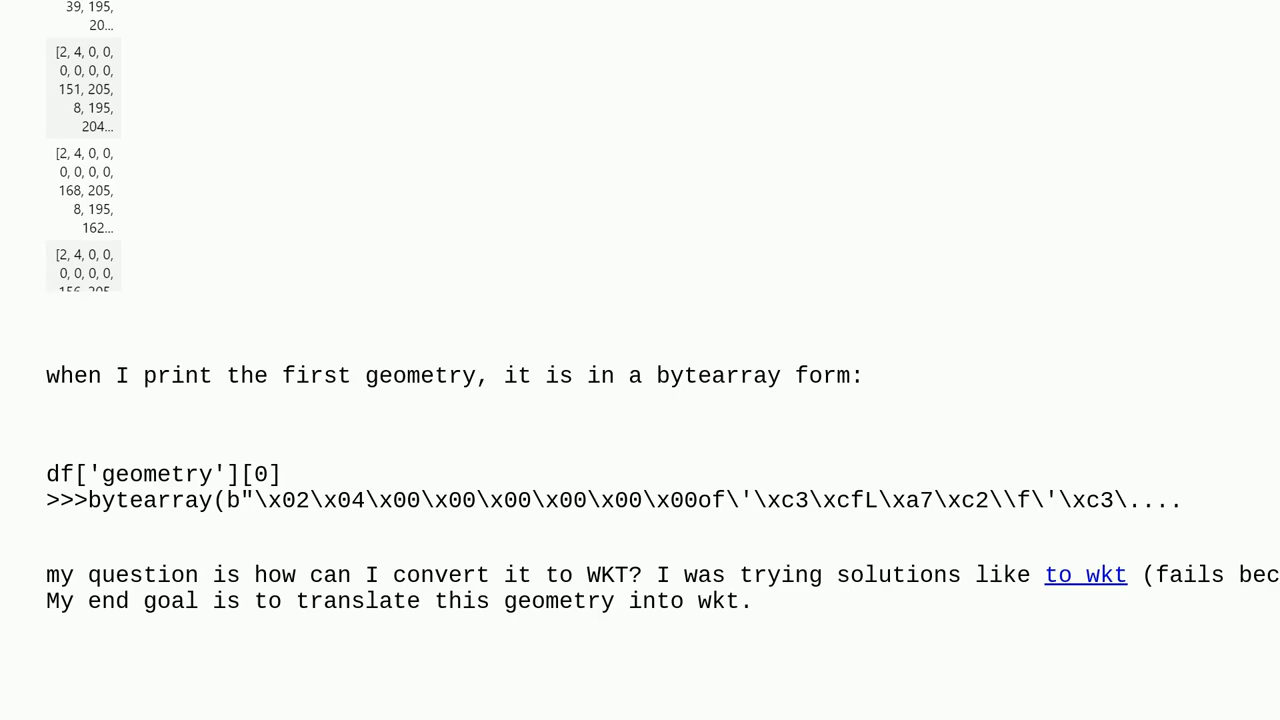 39, 195,
20...
[2, 4, 0, 0,
0, 0, 0, 0,
151, 205,
8, 195,
204...
[2, 4, 0, 0,
0, 0, 0, 0,
168, 205,
8, 195,
162...
[2, 4, 0, 0,
0, 0, 0, 0,
156, 205,
when I print the first geometry, it is in a bytearray form:
df['geometry'][0]
>>>bytearray(b"\x02\x04\x00\x00\x00\x00\x00\x00of\'\xc3\xcfL\xa7\xc2\\f\'\xc3\....
my question is how can I convert it to WKT? I was trying solutions like to_wkt (fails bec
My end goal is to translate this geometry into wkt.